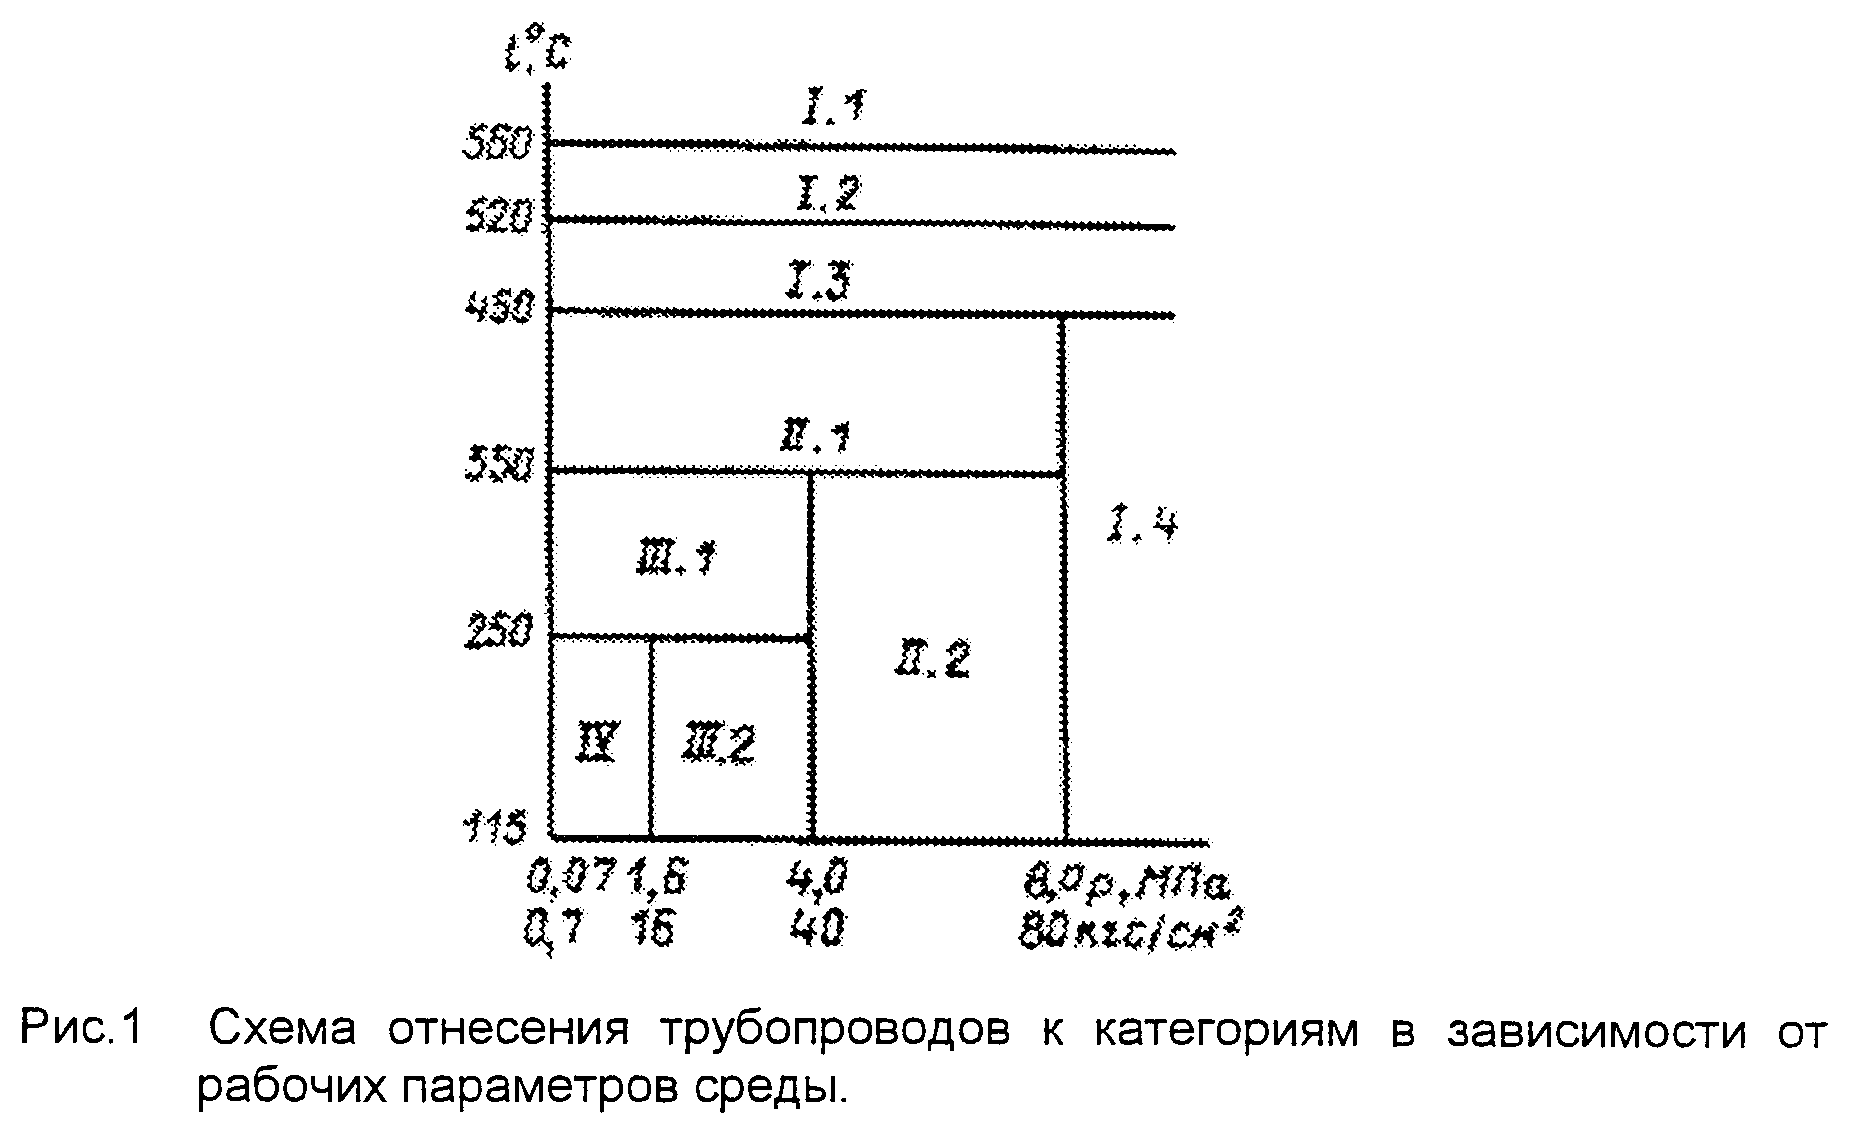 t,°C
I.1
560
I.2
520
I.3
450
II.1
350
I.4
III.1
250
II.2
IV III.2
115
0,07 1,6 4,0 8,0 р, МПа
0,7 16 40 80 кгс/см²
Рис.1 Схема отнесения трубопроводов к категориям в зависимости от
рабочих параметров среды.